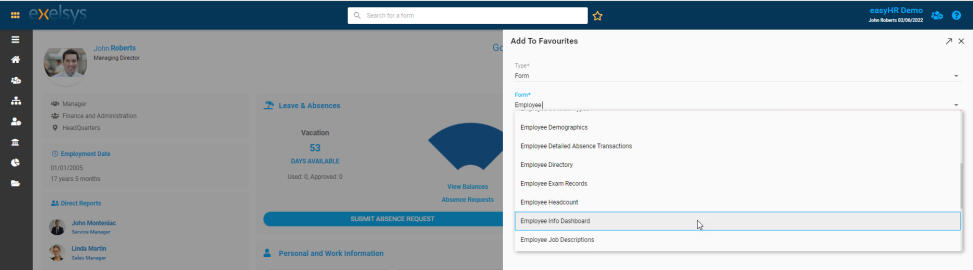 exelsys
Search for a form
easyHR Demo
John Roberts 02/06/2022
John Roberts
Managing Director
Manager
Finance and Administration
HeadQuarters
Employment Date
01/01/2005
17 years 5 months
Direct Reports
John Monteniac
Service Manager
Linda Martin
Sales Manager
Go
Leave & Absences
Vacation
53
DAYS AVAILABLE
Used: 0, Approved: 0
View Balances
Absence Requests
SUBMIT ABSENCE REQUEST
Personal and Work Information
Add To Favourites
Type*
Form
Form*
Employee
Employee Demographics
Employee Detailed Absence Transactions
Employee Directory
Employee Exam Records
Employee Headcount
Employee Info Dashboard
Employee Job Descriptions